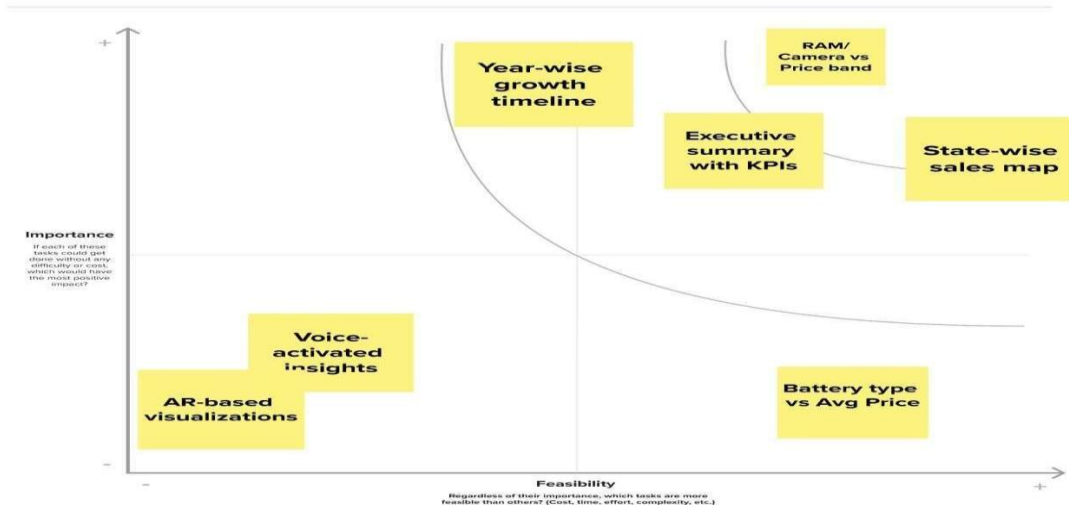 +
Year-wise
growth
timeline
RAM/
Camera vs
Price band
Executive
summary
with KPIs
State-wise
sales map
Importance
If each of these
tasks could get
done without any
difficulty or cost,
which would have
the most positive
impact?
Voice-
activated
insights
AR-based
visualizations
Battery type
vs Avg Price
-
-
Feasibility
+
Regardless of their importance, which tasks are more
feasible than others? (Cost, time, effort, complexity, etc.)